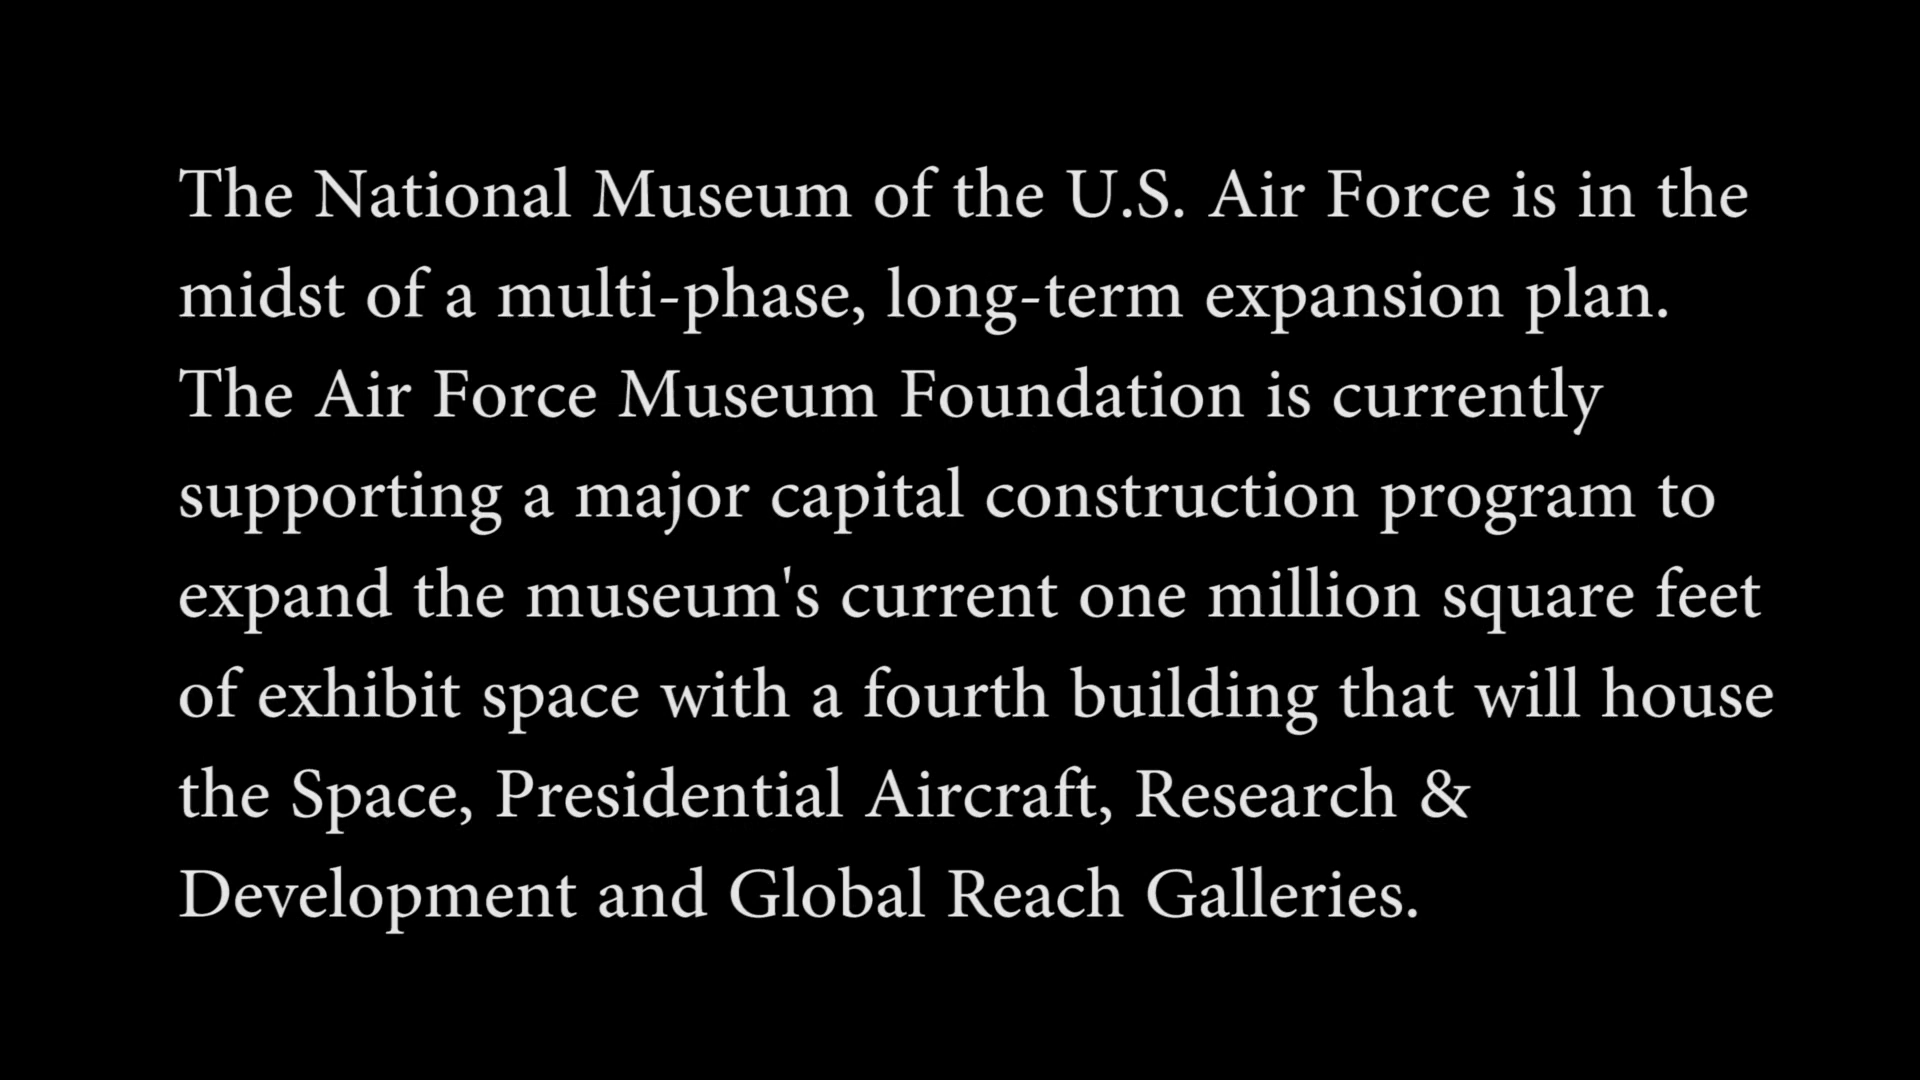 The National Museum of the U.S. Air Force is in the
midst of a multi-phase, long-term expansion plan.
The Air Force Museum Foundation is currently
supporting a major capital construction program to
expand the museum's current one million square feet
of exhibit space with a fourth building that will house
the Space, Presidential Aircraft, Research &
Development and Global Reach Galleries.